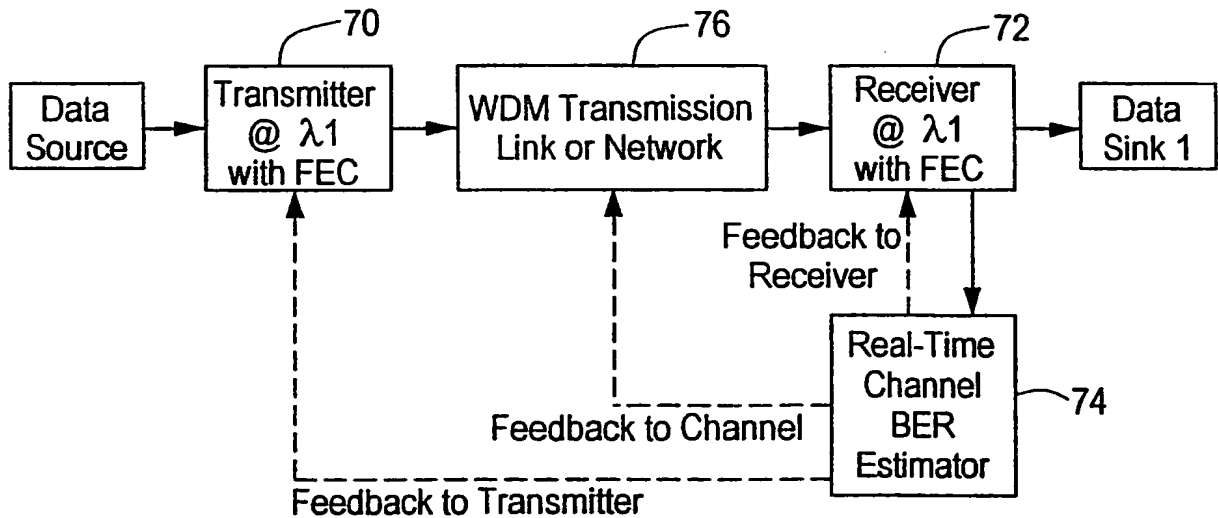 70
76
72
Data
Source
Transmitter
@ λ1
with FEC
WDM Transmission
Link or Network
Receiver
@ λ1
with FEC
Data
Sink 1
Feedback to
Receiver
Real-Time
Channel
BER
Estimator
74
Feedback to Channel
Feedback to Transmitter